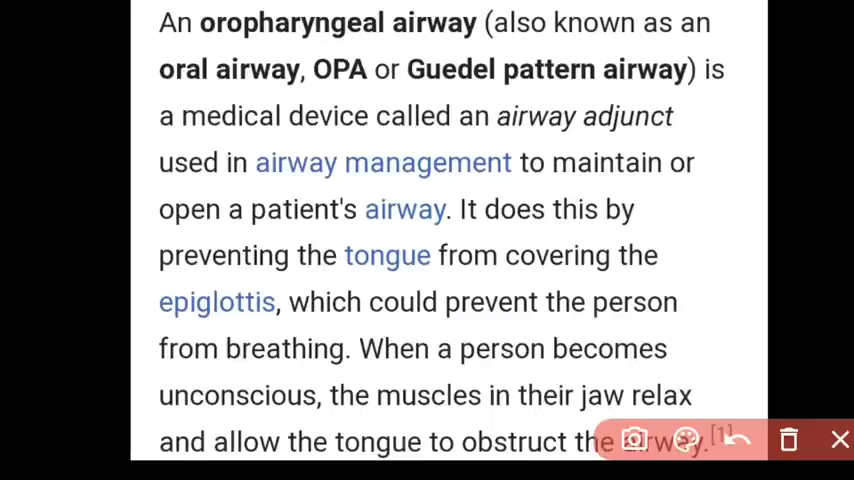 An oropharyngeal airway (also known as an
oral airway, OPA or Guedel pattern airway) is
a medical device called an airway adjunct
used in airway management to maintain or
open a patient's airway. It does this by
preventing the tongue from covering the
epiglottis, which could prevent the person
from breathing. When a person becomes
unconscious, the muscles in their jaw relax
and allow the tongue to obstruct the airway.[1]